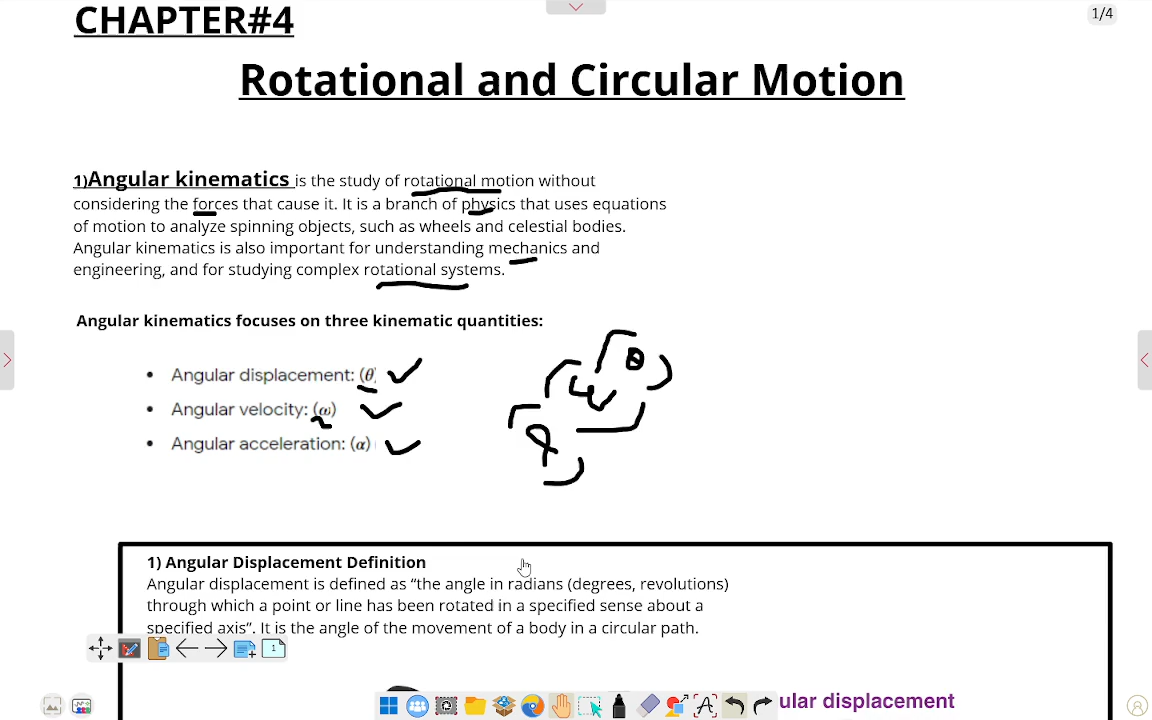 CHAPTER#4
1/4
Rotational and Circular Motion
1)Angular kinematics is the study of rotational motion without
considering the forces that cause it. It is a branch of physics that uses equations
of motion to analyze spinning objects, such as wheels and celestial bodies.
Angular kinematics is also important for understanding mechanics and
engineering, and for studying complex rotational systems.
Angular kinematics focuses on three kinematic quantities:
• Angular displacement: (θ)
• Angular velocity: (ω)
• Angular acceleration: (α)
θ
ω
α
1) Angular Displacement Definition
Angular displacement is defined as “the angle in radians (degrees, revolutions)
through which a point or line has been rotated in a specified sense about a
specified axis”. It is the angle of the movement of a body in a circular path.
1
ular displacement